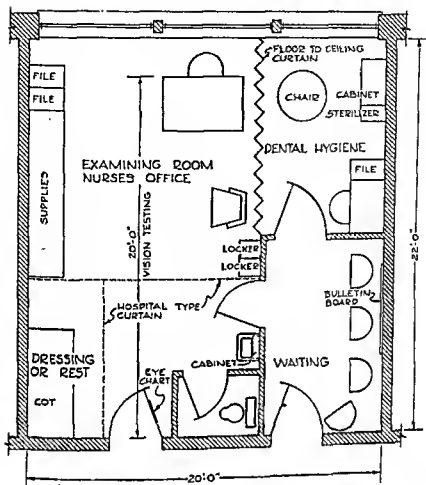 FLOOR TO CEILING
CURTAIN
FILE
FILE
CHAIR
CABINET
STERILIZER
DENTAL HYGIENE
EXAMINING ROOM
NURSES OFFICE
FILE
SUPPLIES
20'-0"
VISION TESTING
22'-0"
LOCKER
LOCKER
HOSPITAL TYPE
CURTAIN
BULLETIN
BOARD
DRESSING
OR REST
EYE
CHART
CABINET
WAITING
COT
20'-0"